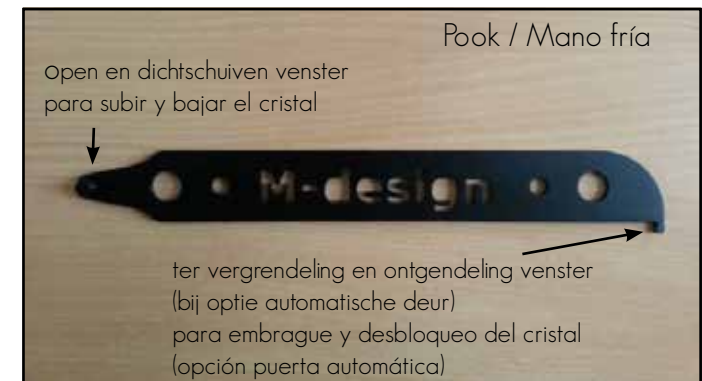 Pook / Mano fría
Open en dichtschuiven venster
para subir y bajar el cristal
M-design
ter vergrendeling en ontgendeling venster
(bij optie automatische deur)
para embrague y desbloqueo del cristal
(opción puerta automática)